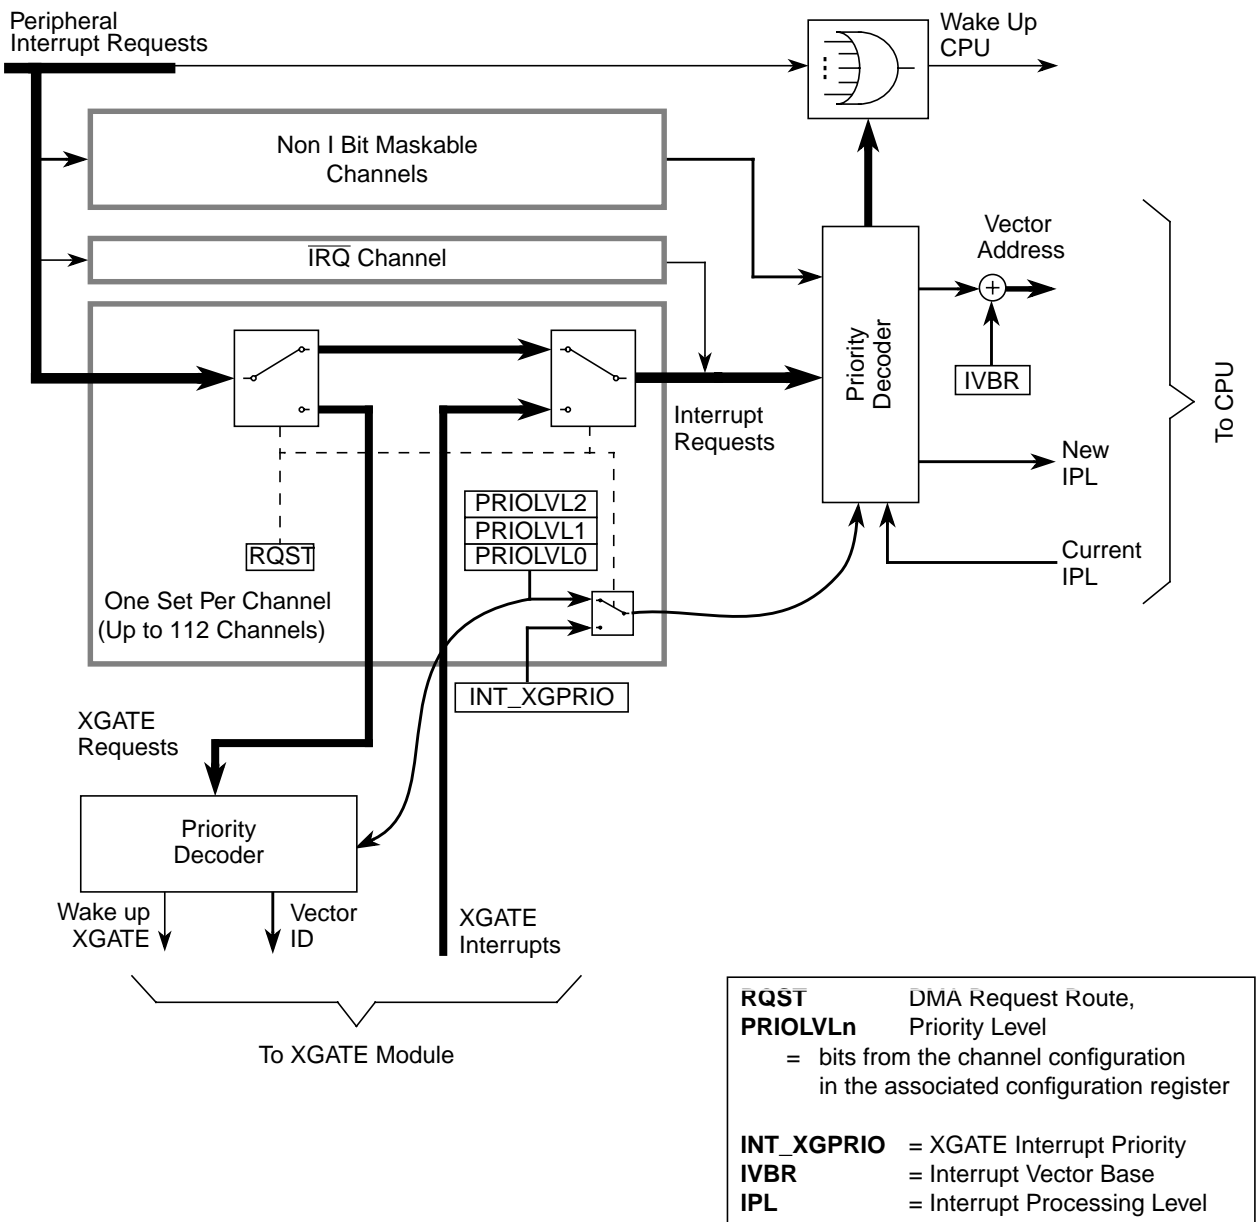 Peripheral
Interrupt Requests
Wake Up
CPU
Non I Bit Maskable
Channels
IRQ Channel
Vector
Address
Priority
Decoder
IVBR
To CPU
Interrupt
Requests
New
IPL
PRIOLVL2
PRIOLVL1
PRIOLVL0
RQST
Current
IPL
One Set Per Channel
(Up to 112 Channels)
INT_XGPRIO
XGATE
Requests
Priority
Decoder
Wake up
XGATE
Vector
ID
XGATE
Interrupts
To XGATE Module
RQST DMA Request Route,
PRIOLVLn Priority Level
= bits from the channel configuration
in the associated configuration register
INT_XGPRIO = XGATE Interrupt Priority
IVBR = Interrupt Vector Base
IPL = Interrupt Processing Level